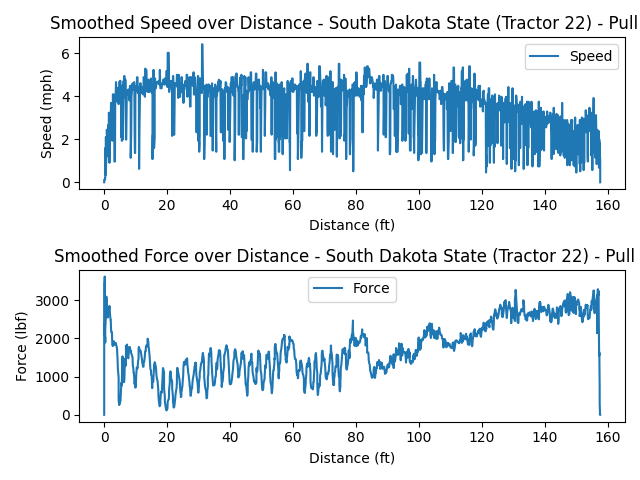 Smoothed Speed over Distance - South Dakota State (Tractor 22) - Pull
Speed (mph)
6
4
2
0
Speed
0 20 40 60 80 100 120 140 160
Distance (ft)
Smoothed Force over Distance - South Dakota State (Tractor 22) - Pull
Force (lbf)
3000
2000
1000
0
Force
0 20 40 60 80 100 120 140 160
Distance (ft)